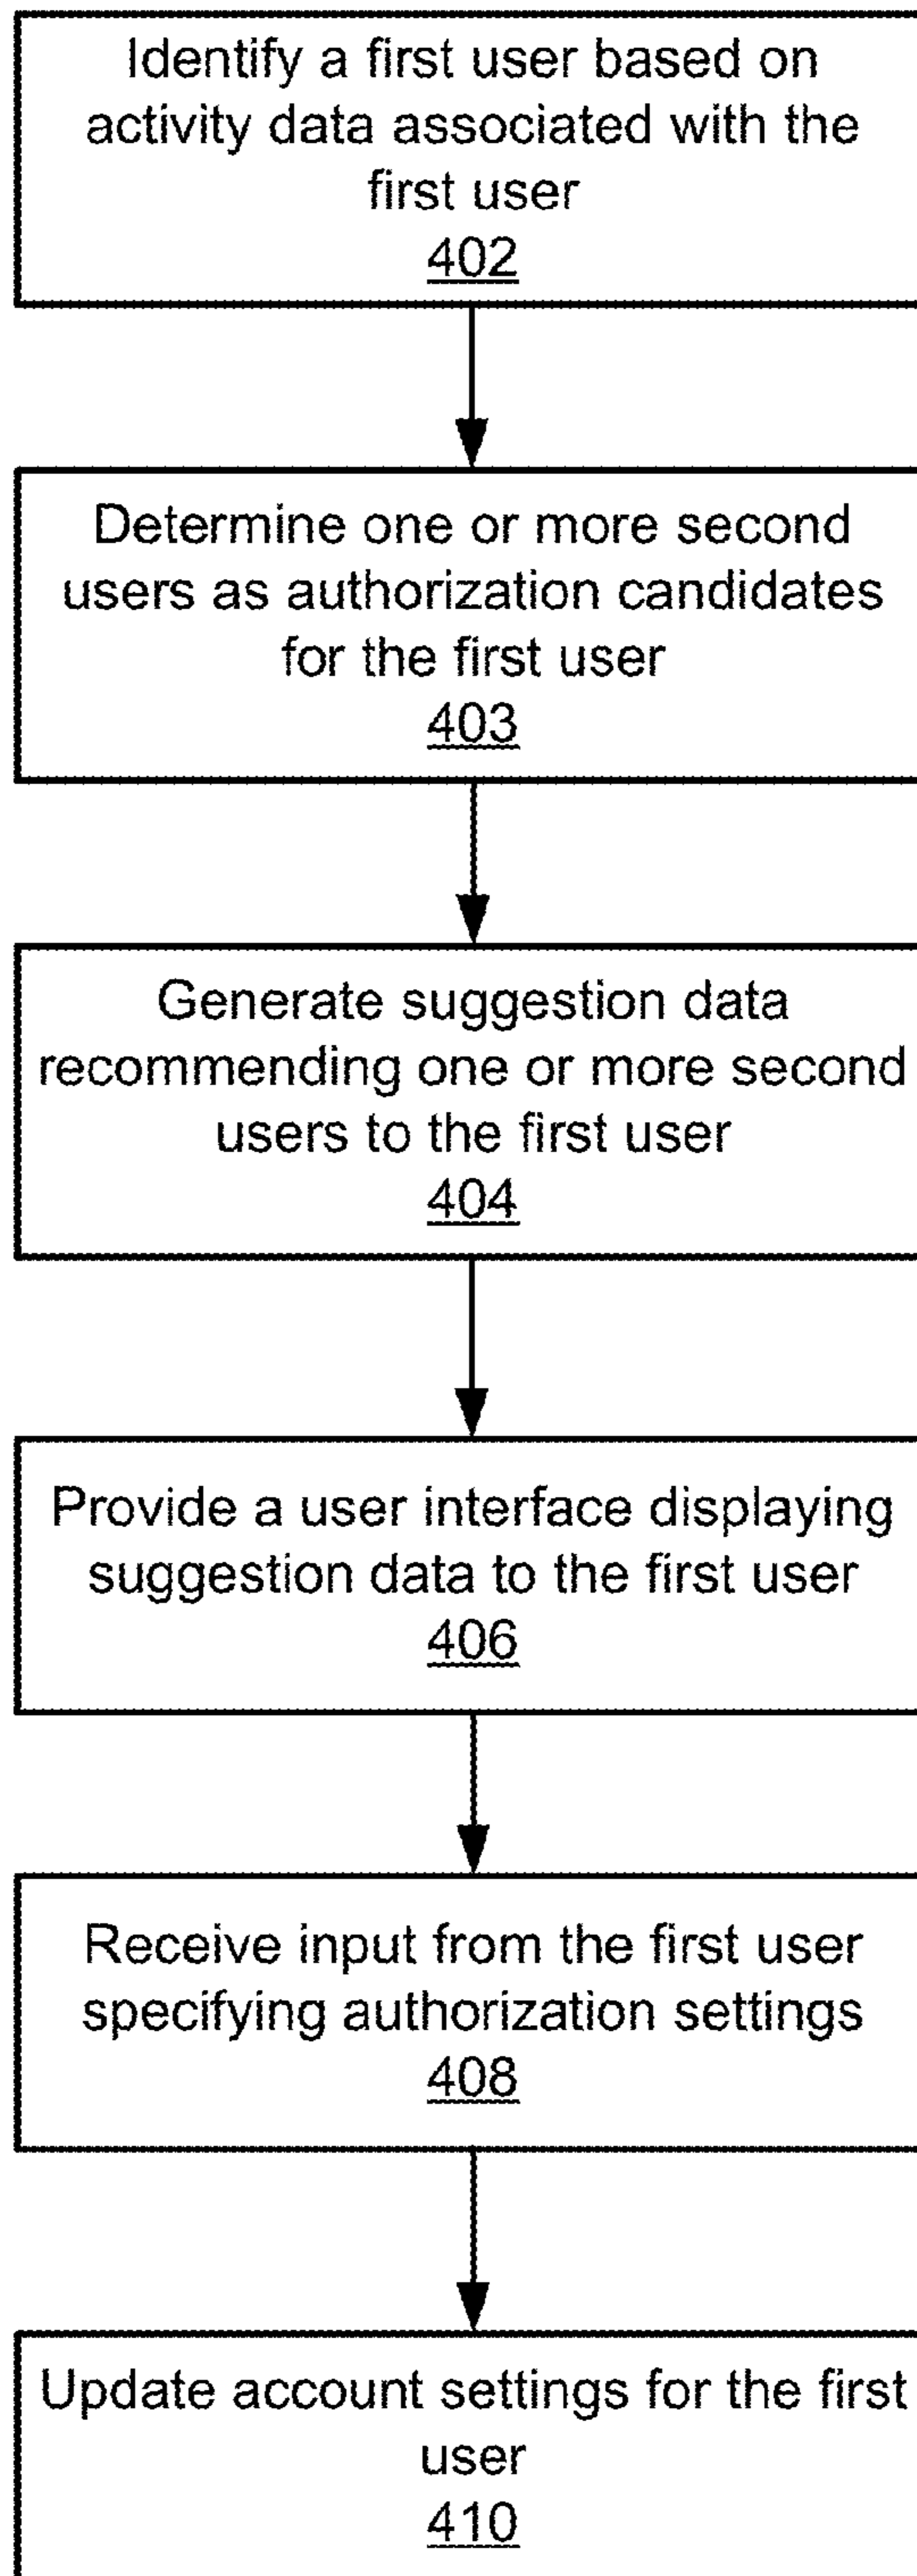 Identify a first user based on
activity data associated with the
first user
402
Determine one or more second
users as authorization candidates
for the first user
403
Generate suggestion data
recommending one or more second
users to the first user
404
Provide a user interface displaying
suggestion data to the first user
406
Receive input from the first user
specifying authorization settings
408
Update account settings for the first
user
410